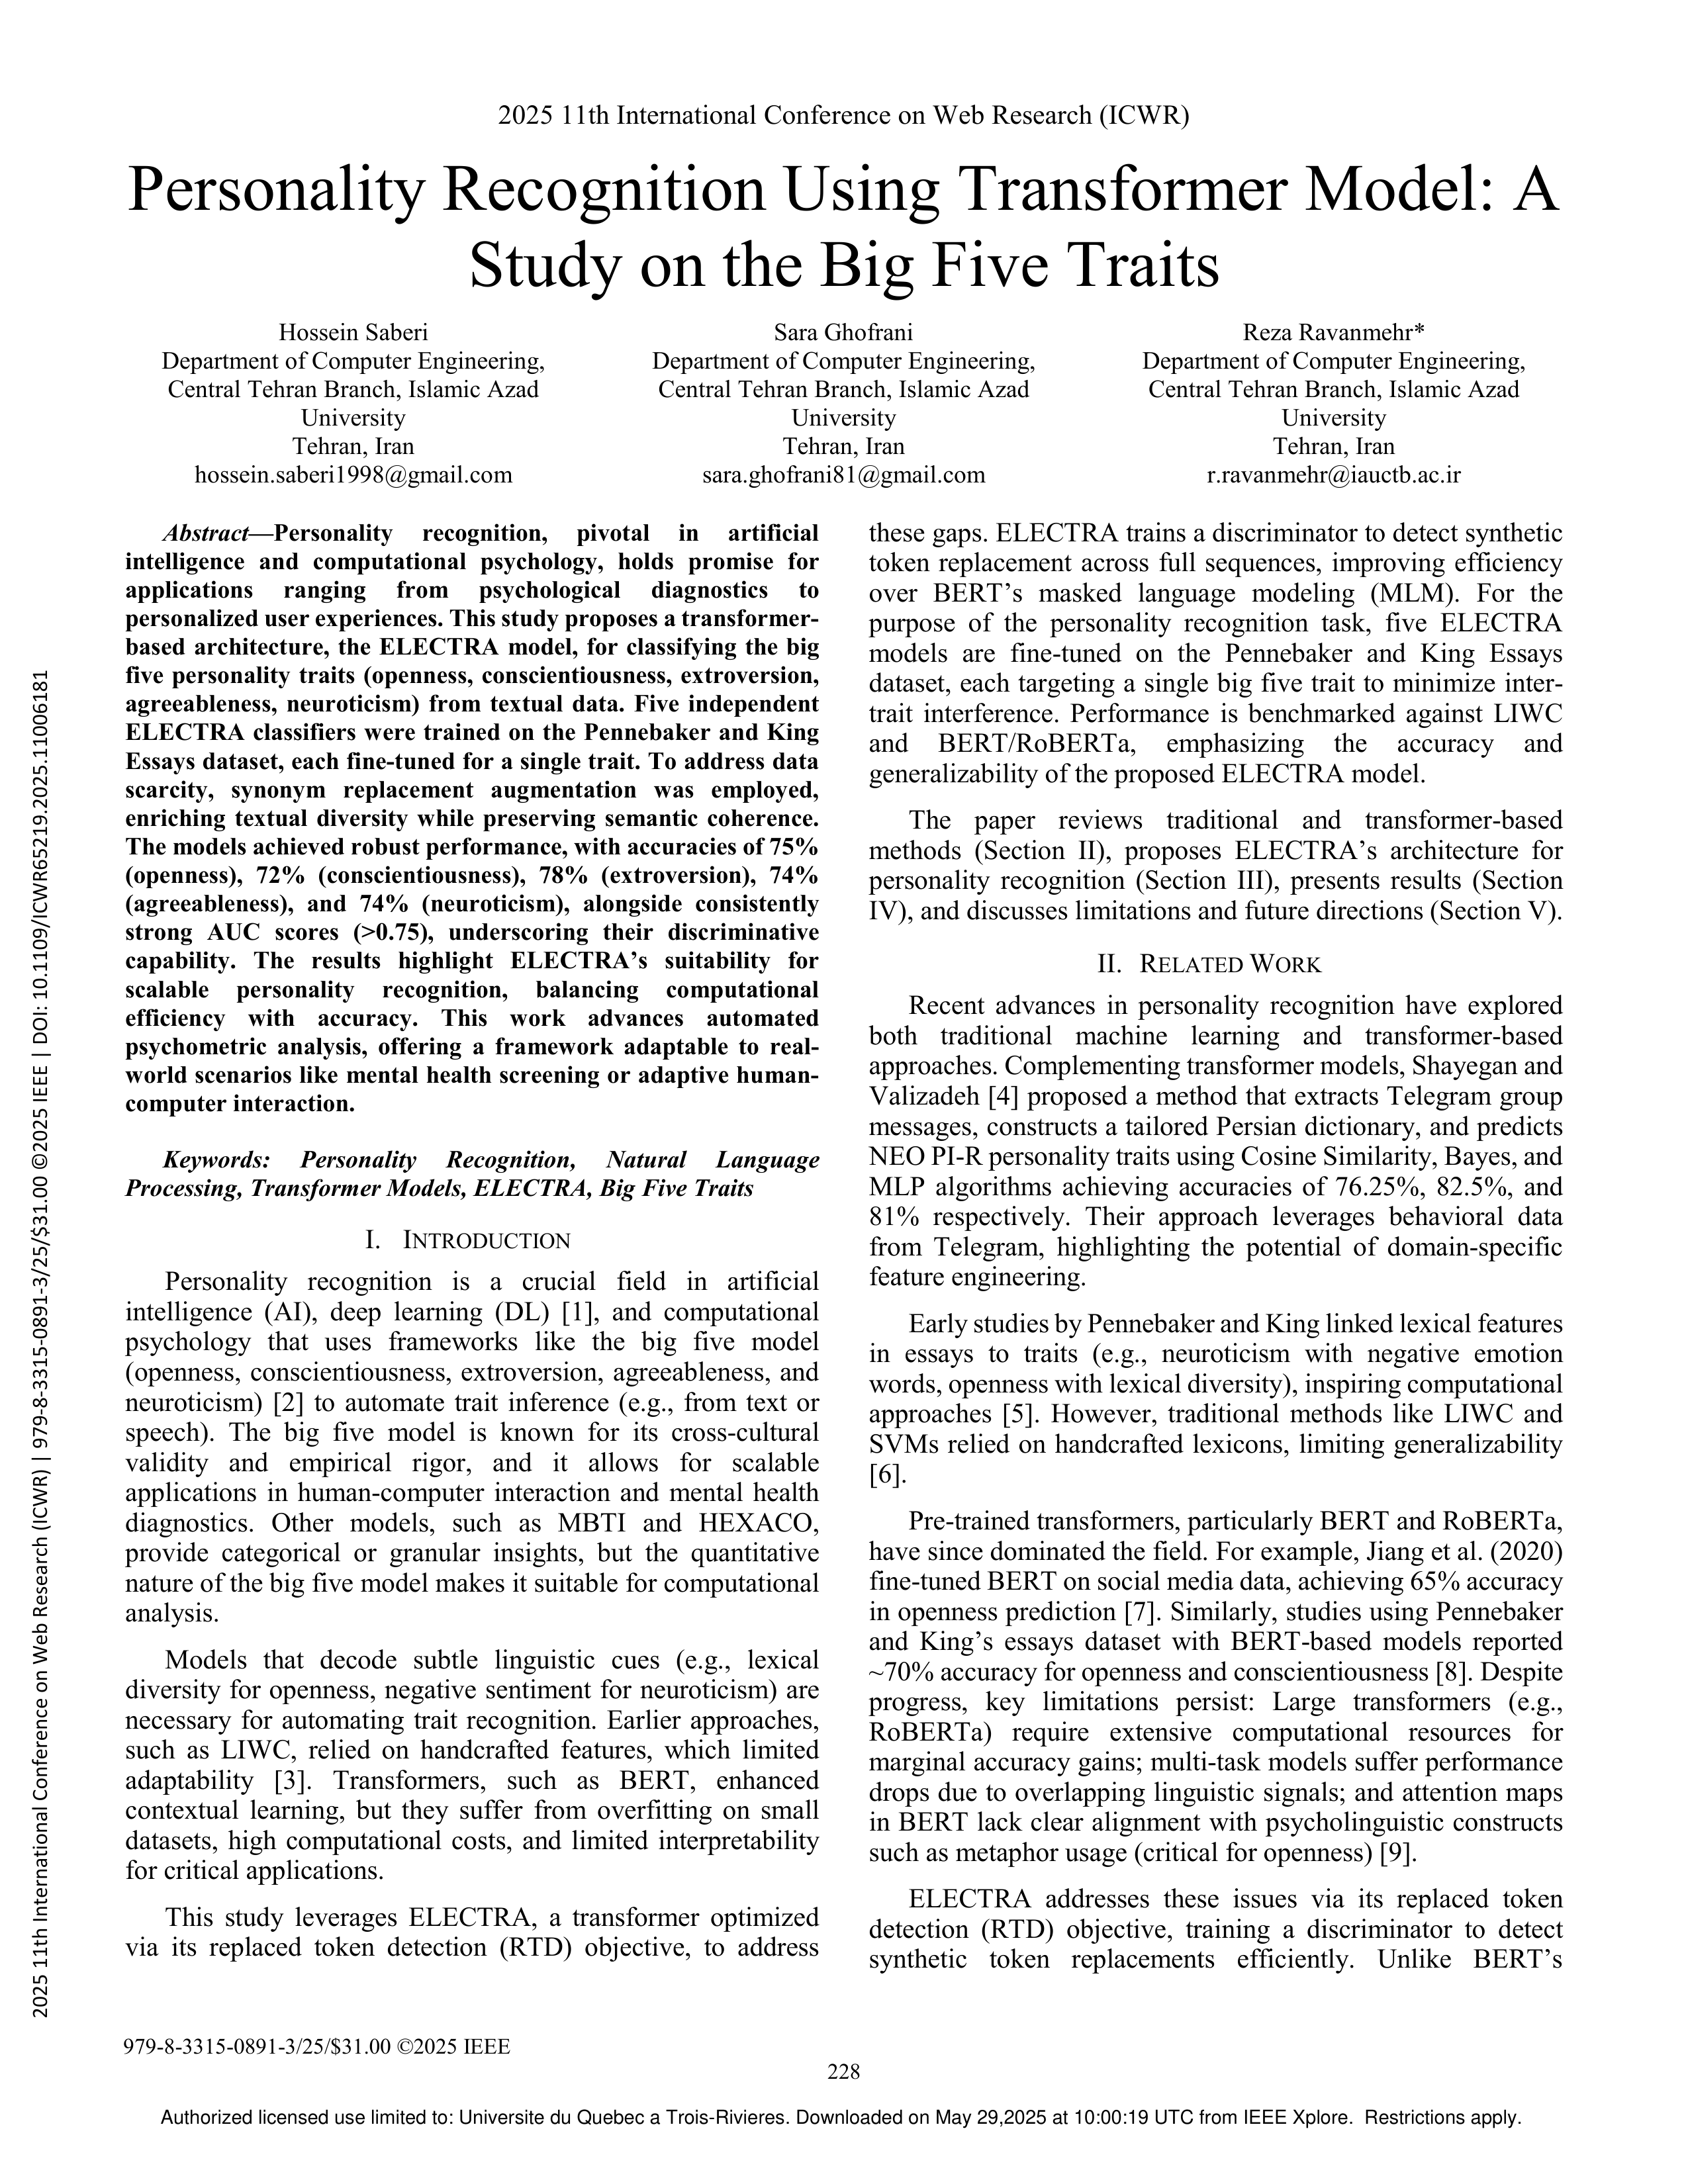 2025 11th International Conference on Web Research (ICWR)
Personality Recognition Using Transformer Model: A
Study on the Big Five Traits
Hossein Saberi
Department of Computer Engineering,
Central Tehran Branch, Islamic Azad
University
Tehran, Iran
hossein.saberi1998@gmail.com
Sara Ghofrani
Department of Computer Engineering,
Central Tehran Branch, Islamic Azad
University
Tehran, Iran
sara.ghofrani81@gmail.com
Reza Ravanmehr*
Department of Computer Engineering,
Central Tehran Branch, Islamic Azad
University
Tehran, Iran
r.ravanmehr@iauctb.ac.ir
Abstract—Personality recognition, pivotal in artificial
intelligence and computational psychology, holds promise for
applications ranging from psychological diagnostics to
personalized user experiences. This study proposes a transformer-
based architecture, the ELECTRA model, for classifying the big
five personality traits (openness, conscientiousness, extroversion,
agreeableness, neuroticism) from textual data. Five independent
ELECTRA classifiers were trained on the Pennebaker and King
Essays dataset, each fine-tuned for a single trait. To address data
scarcity, synonym replacement augmentation was employed,
enriching textual diversity while preserving semantic coherence.
The models achieved robust performance, with accuracies of 75%
(openness), 72% (conscientiousness), 78% (extroversion), 74%
(agreeableness), and 74% (neuroticism), alongside consistently
strong AUC scores (>0.75), underscoring their discriminative
capability. The results highlight ELECTRA’s suitability for
scalable personality recognition, balancing computational
efficiency with accuracy. This work advances automated
psychometric analysis, offering a framework adaptable to real-
world scenarios like mental health screening or adaptive human-
computer interaction.
Keywords: Personality Recognition, Natural Language
Processing, Transformer Models, ELECTRA, Big Five Traits
I. INTRODUCTION
Personality recognition is a crucial field in artificial
intelligence (AI), deep learning (DL) [1], and computational
psychology that uses frameworks like the big five model
(openness, conscientiousness, extroversion, agreeableness, and
neuroticism) [2] to automate trait inference (e.g., from text or
speech). The big five model is known for its cross-cultural
validity and empirical rigor, and it allows for scalable
applications in human-computer interaction and mental health
diagnostics. Other models, such as MBTI and HEXACO,
provide categorical or granular insights, but the quantitative
nature of the big five model makes it suitable for computational
analysis.
Models that decode subtle linguistic cues (e.g., lexical
diversity for openness, negative sentiment for neuroticism) are
necessary for automating trait recognition. Earlier approaches,
such as LIWC, relied on handcrafted features, which limited
adaptability [3]. Transformers, such as BERT, enhanced
contextual learning, but they suffer from overfitting on small
datasets, high computational costs, and limited interpretability
for critical applications.
This study leverages ELECTRA, a transformer optimized
via its replaced token detection (RTD) objective, to address
these gaps. ELECTRA trains a discriminator to detect synthetic
token replacement across full sequences, improving efficiency
over BERT’s masked language modeling (MLM). For the
purpose of the personality recognition task, five ELECTRA
models are fine-tuned on the Pennebaker and King Essays
dataset, each targeting a single big five trait to minimize inter-
trait interference. Performance is benchmarked against LIWC
and BERT/RoBERTa, emphasizing the accuracy and
generalizability of the proposed ELECTRA model.
The paper reviews traditional and transformer-based
methods (Section II), proposes ELECTRA’s architecture for
personality recognition (Section III), presents results (Section
IV), and discusses limitations and future directions (Section V).
II. RELATED WORK
Recent advances in personality recognition have explored
both traditional machine learning and transformer-based
approaches. Complementing transformer models, Shayegan and
Valizadeh [4] proposed a method that extracts Telegram group
messages, constructs a tailored Persian dictionary, and predicts
NEO PI-R personality traits using Cosine Similarity, Bayes, and
MLP algorithms achieving accuracies of 76.25%, 82.5%, and
81% respectively. Their approach leverages behavioral data
from Telegram, highlighting the potential of domain-specific
feature engineering.
Early studies by Pennebaker and King linked lexical features
in essays to traits (e.g., neuroticism with negative emotion
words, openness with lexical diversity), inspiring computational
approaches [5]. However, traditional methods like LIWC and
SVMs relied on handcrafted lexicons, limiting generalizability
[6].
Pre-trained transformers, particularly BERT and RoBERTa,
have since dominated the field. For example, Jiang et al. (2020)
fine-tuned BERT on social media data, achieving 65% accuracy
in openness prediction [7]. Similarly, studies using Pennebaker
and King’s essays dataset with BERT-based models reported
~70% accuracy for openness and conscientiousness [8]. Despite
progress, key limitations persist: Large transformers (e.g.,
RoBERTa) require extensive computational resources for
marginal accuracy gains; multi-task models suffer performance
drops due to overlapping linguistic signals; and attention maps
in BERT lack clear alignment with psycholinguistic constructs
such as metaphor usage (critical for openness) [9].
ELECTRA addresses these issues via its replaced token
detection (RTD) objective, training a discriminator to detect
synthetic token replacements efficiently. Unlike BERT’s
2025 11th International Conference on Web Research (ICWR) | 979-8-3315-0891-3/25/$31.00 ©2025 IEEE | DOI: 10.1109/ICWR65219.2025.11006181
979-8-3315-0891-3/25/$31.00 ©2025 IEEE
228
Authorized licensed use limited to: Universite du Quebec a Trois-Rivieres. Downloaded on May 29,2025 at 10:00:19 UTC from IEEE Xplore. Restrictions apply.